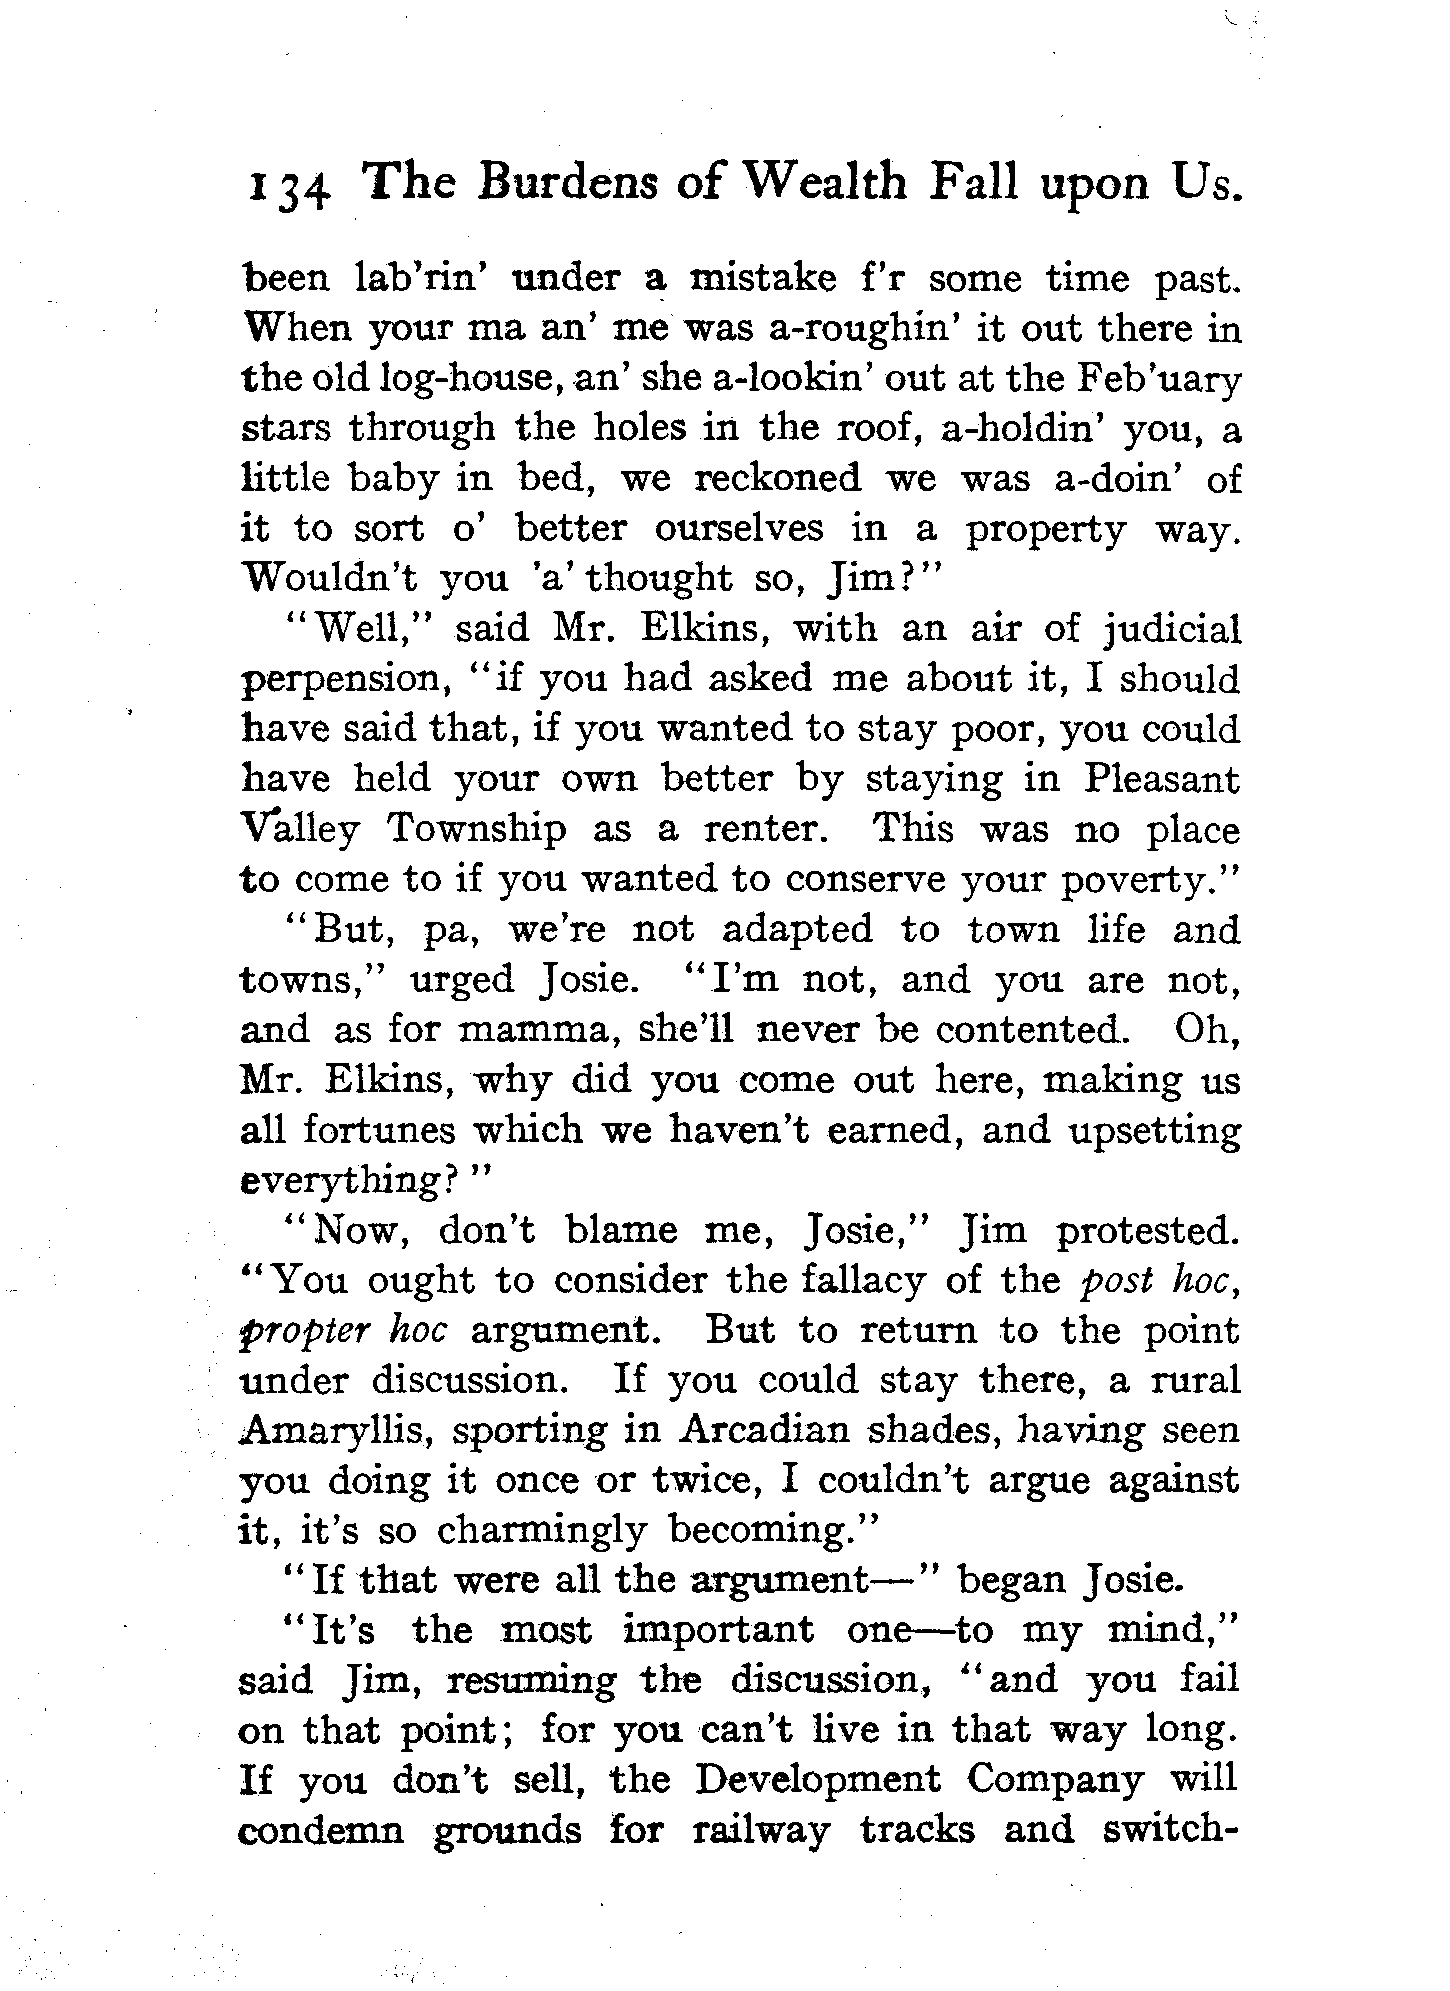 134 The Burdens of Wealth Fall upon Us.
been lab'rin' under a mistake f'r some time past.
When your ma an' me was a-roughin' it out there in
the old log-house, an' she a-lookin' out at the Feb'uary
stars through the holes in the roof, a-holdin' you, a
little baby in bed, we reckoned we was a-doin' of
it to sort o' better ourselves in a property way.
Wouldn't you 'a' thought so, Jim?"
"Well," said Mr. Elkins, with an air of judicial
perpension, "if you had asked me about it, I should
have said that, if you wanted to stay poor, you could
have held your own better by staying in Pleasant
Valley Township as a renter. This was no place
to come to if you wanted to conserve your poverty."
"But, pa, we're not adapted to town life and
towns," urged Josie. "I'm not, and you are not,
and as for mamma, she'll never be contented. Oh,
Mr. Elkins, why did you come out here, making us
all fortunes which we haven't earned, and upsetting
everything?"
"Now, don't blame me, Josie," Jim protested.
"You ought to consider the fallacy of the post hoc,
propter hoc argument. But to return to the point
under discussion. If you could stay there, a rural
Amaryllis, sporting in Arcadian shades, having seen
you doing it once or twice, I couldn't argue against
it, it's so charmingly becoming."
"If that were all the argument—" began Josie.
"It's the most important one—to my mind,"
said Jim, resuming the discussion, "and you fail
on that point; for you can't live in that way long.
If you don't sell, the Development Company will
condemn grounds for railway tracks and switch-